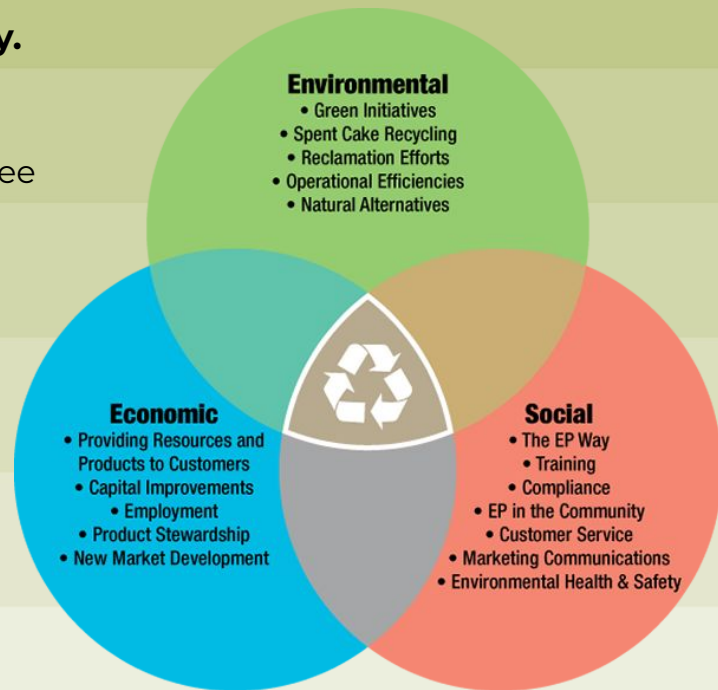 y.
ee
Environmental
• Green Initiatives
• Spent Cake Recycling
• Reclamation Efforts
• Operational Efficiencies
• Natural Alternatives
Economic
• Providing Resources and
Products to Customers
• Capital Improvements
• Employment
• Product Stewardship
• New Market Development
Social
• The EP Way
• Training
• Compliance
• EP in the Community
• Customer Service
• Marketing Communications
• Environmental Health & Safety